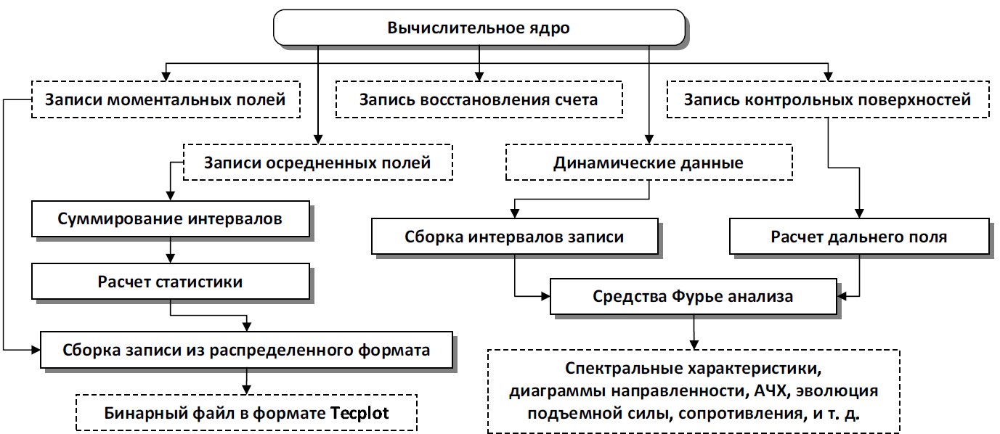 Вычислительное ядро
Записи моментальных полей
Запись восстановления счета
Запись контрольных поверхностей
Записи осредненных полей
Динамические данные
Суммирование интервалов
Сборка интервалов записи
Расчет дальнего поля
Расчет статистики
Средства Фурье анализа
Сборка записи из распределенного формата
Спектральные характеристики,
диаграммы направленности, АЧХ, эволюция
подъемной силы, сопротивления, и т. д.
Бинарный файл в формате Tecplot